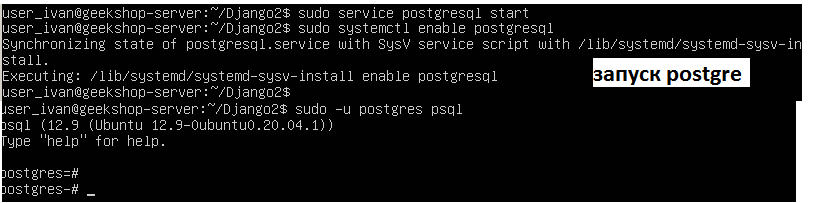 user_ivan@geekshop-server:~/Django2$ sudo service postgresql start
user_ivan@geekshop-server:~/Django2$ sudo systemctl enable postgresql
Synchronizing state of postgresql.service with SysV service script with /lib/systemd/systemd-sysv-in
stall.
Executing: /lib/systemd/systemd-sysv-install enable postgresql
запуск postgre
user_ivan@geekshop-server:~/Django2$
user_ivan@geekshop-server:~/Django2$ sudo -u postgres psql
psql (12.9 (Ubuntu 12.9-0ubuntu0.20.04.1))
Type "help" for help.
postgres=#
postgres-# _